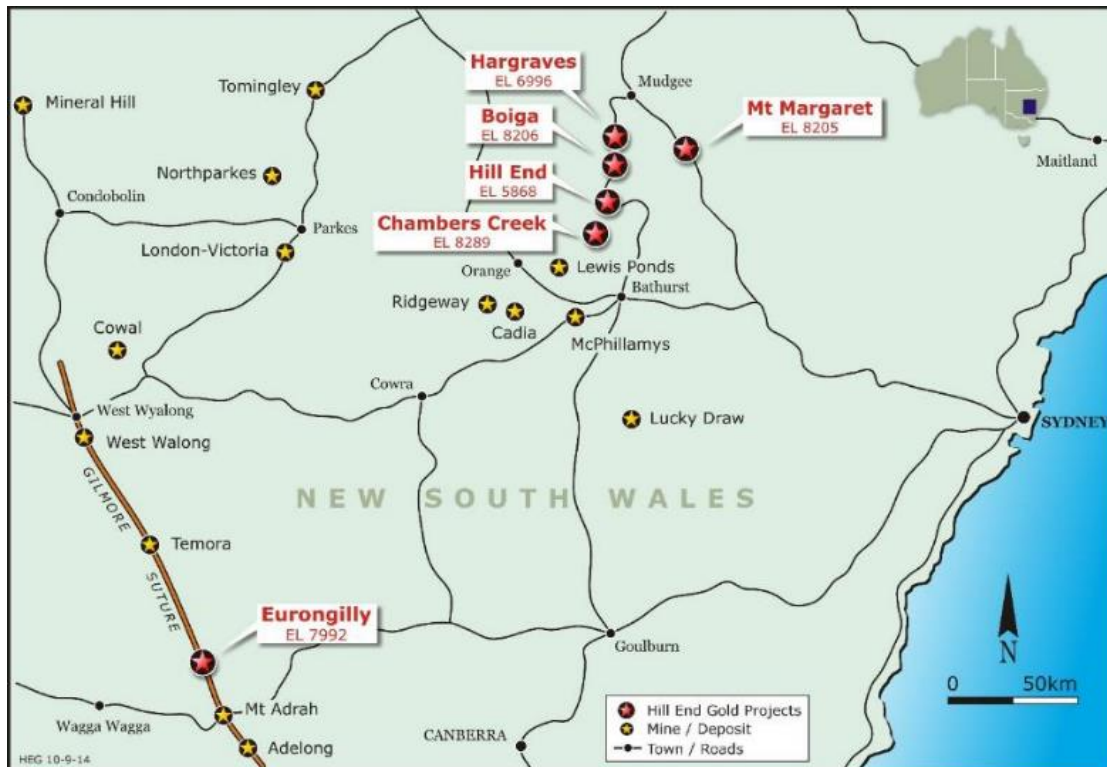 Hargraves
EL 6996
Mudgee
Tomingley
Mineral Hill
Boiga
EL 8206
Mt Margaret
EL 8205
Maitland
Northparkes
Hill End
EL 5868
Condobolin
Parkes
Chambers Creek
EL 8289
London-Victoria
Orange
Lewis Ponds
Bathurst
Ridgeway
Cadia
McPhillamys
Cowal
Cowra
West Wyalong
Lucky Draw
SYDNEY
West Walong
GILMORE
SUTURE
NEW SOUTH WALES
Temora
Eurongilly
EL 7992
Goulburn
N
0 50km
Mt Adrah
Wagga Wagga
Adelong
CANBERRA
Hill End Gold Projects
Mine / Deposit
Town / Roads
HEG 10-9-14